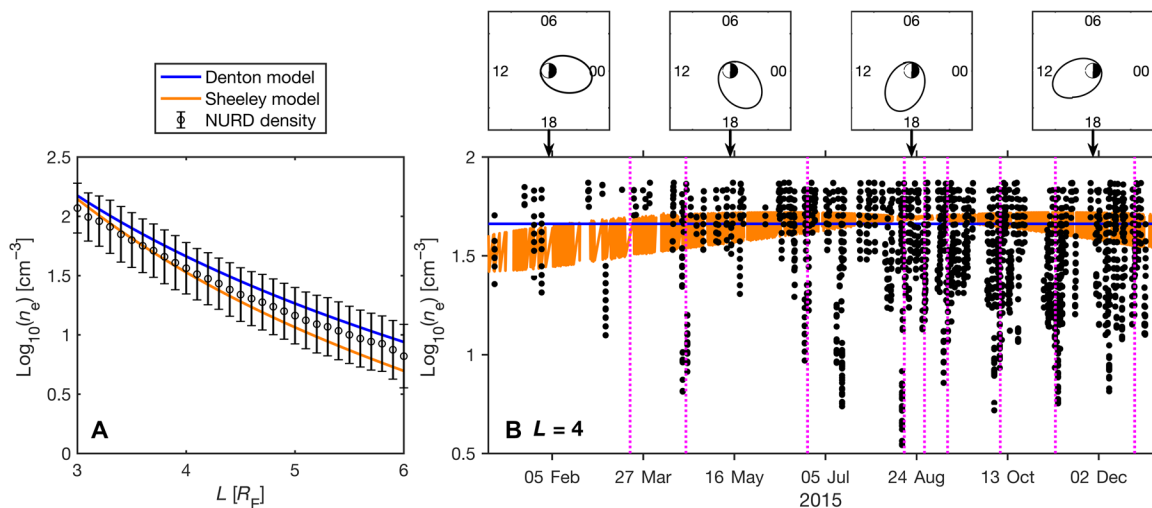 06
12
00
18
06
12
00
18
06
12
00
18
06
12
00
18
Denton model
Sheeley model
NURD density
2.5
2
1.5
1
0.5
0
Log₁₀(nₑ) [cm⁻³]
A
3
4
5
6
L [R_E]
2
1.5
1
0.5
Log₁₀(nₑ) [cm⁻³]
B L = 4
05 Feb
27 Mar
16 May
05 Jul
24 Aug
13 Oct
02 Dec
2015